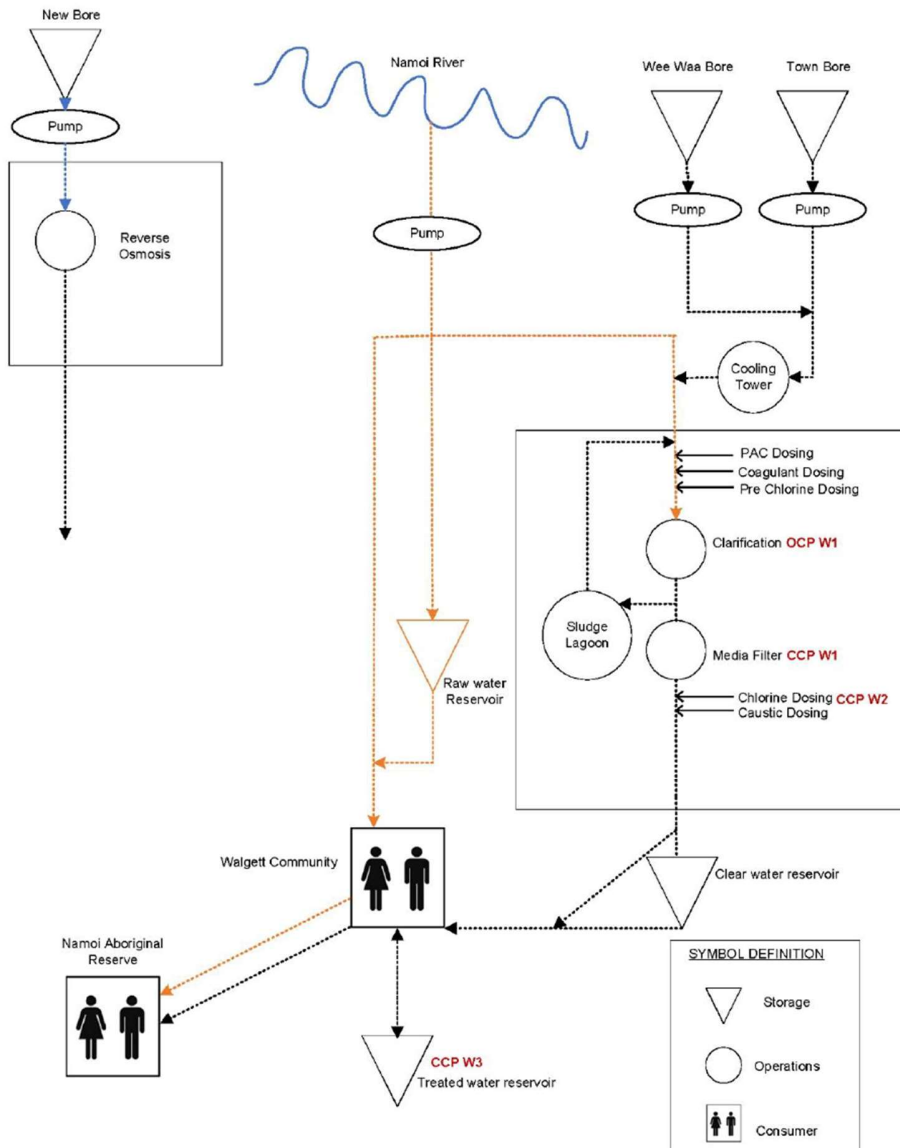 New Bore
Namoi River
Wee Waa Bore
Town Bore
Pump
Pump
Pump
Pump
Reverse
Osmosis
Cooling
Tower
PAC Dosing
Coagulant Dosing
Pre Chlorine Dosing
Clarification OCP W1
Sludge
Lagoon
Media Filter CCP W1
Raw water
Reservoir
Chlorine Dosing CCP W2
Caustic Dosing
Walgett Community
Clear water reservoir
Namoi Aboriginal
Reserve
SYMBOL DEFINITION
Storage
Operations
Consumer
CCP W3
Treated water reservoir